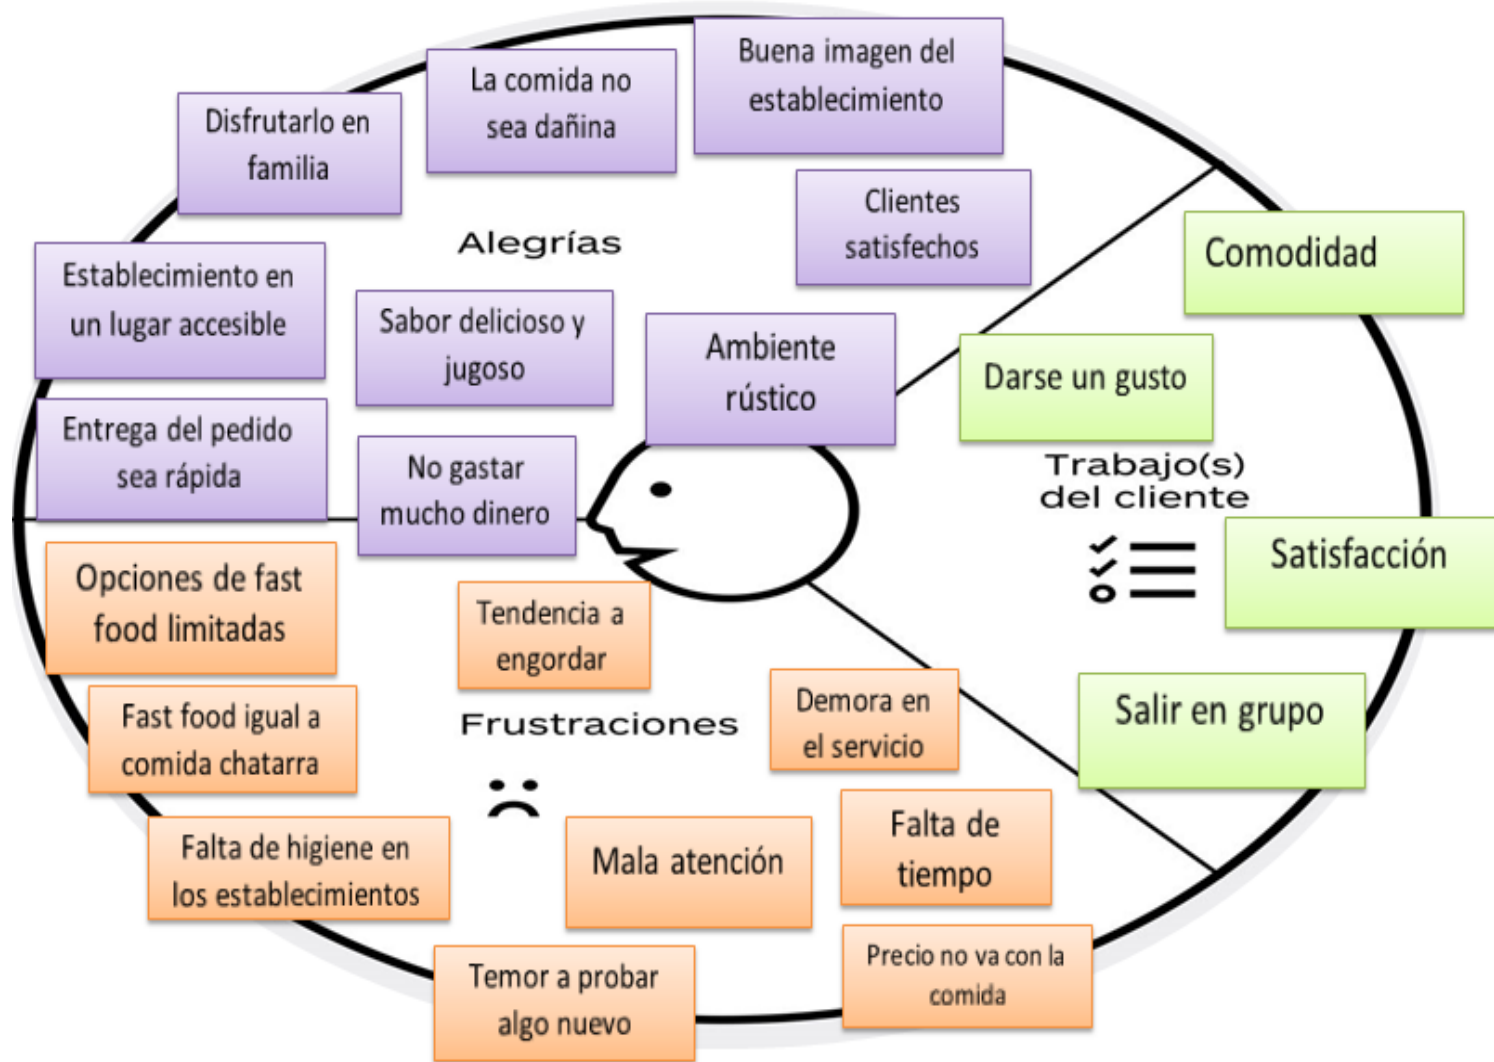 Buena imagen del
establecimiento
La comida no
sea dañina
Disfrutarlo en
familia
Clientes
satisfechos
Alegrías
Establecimiento en
un lugar accesible
Sabor delicioso y
jugoso
Ambiente
rústico
Entrega del pedido
sea rápida
No gastar
mucho dinero
Comodidad
Darse un gusto
Trabajo(s)
del cliente
Satisfacción
Salir en grupo
Opciones de fast
food limitadas
Tendencia a
engordar
Fast food igual a
comida chatarra
Frustraciones
Demora en
el servicio
Falta de higiene en
los establecimientos
Mala atención
Falta de
tiempo
Temor a probar
algo nuevo
Precio no va con la
comida